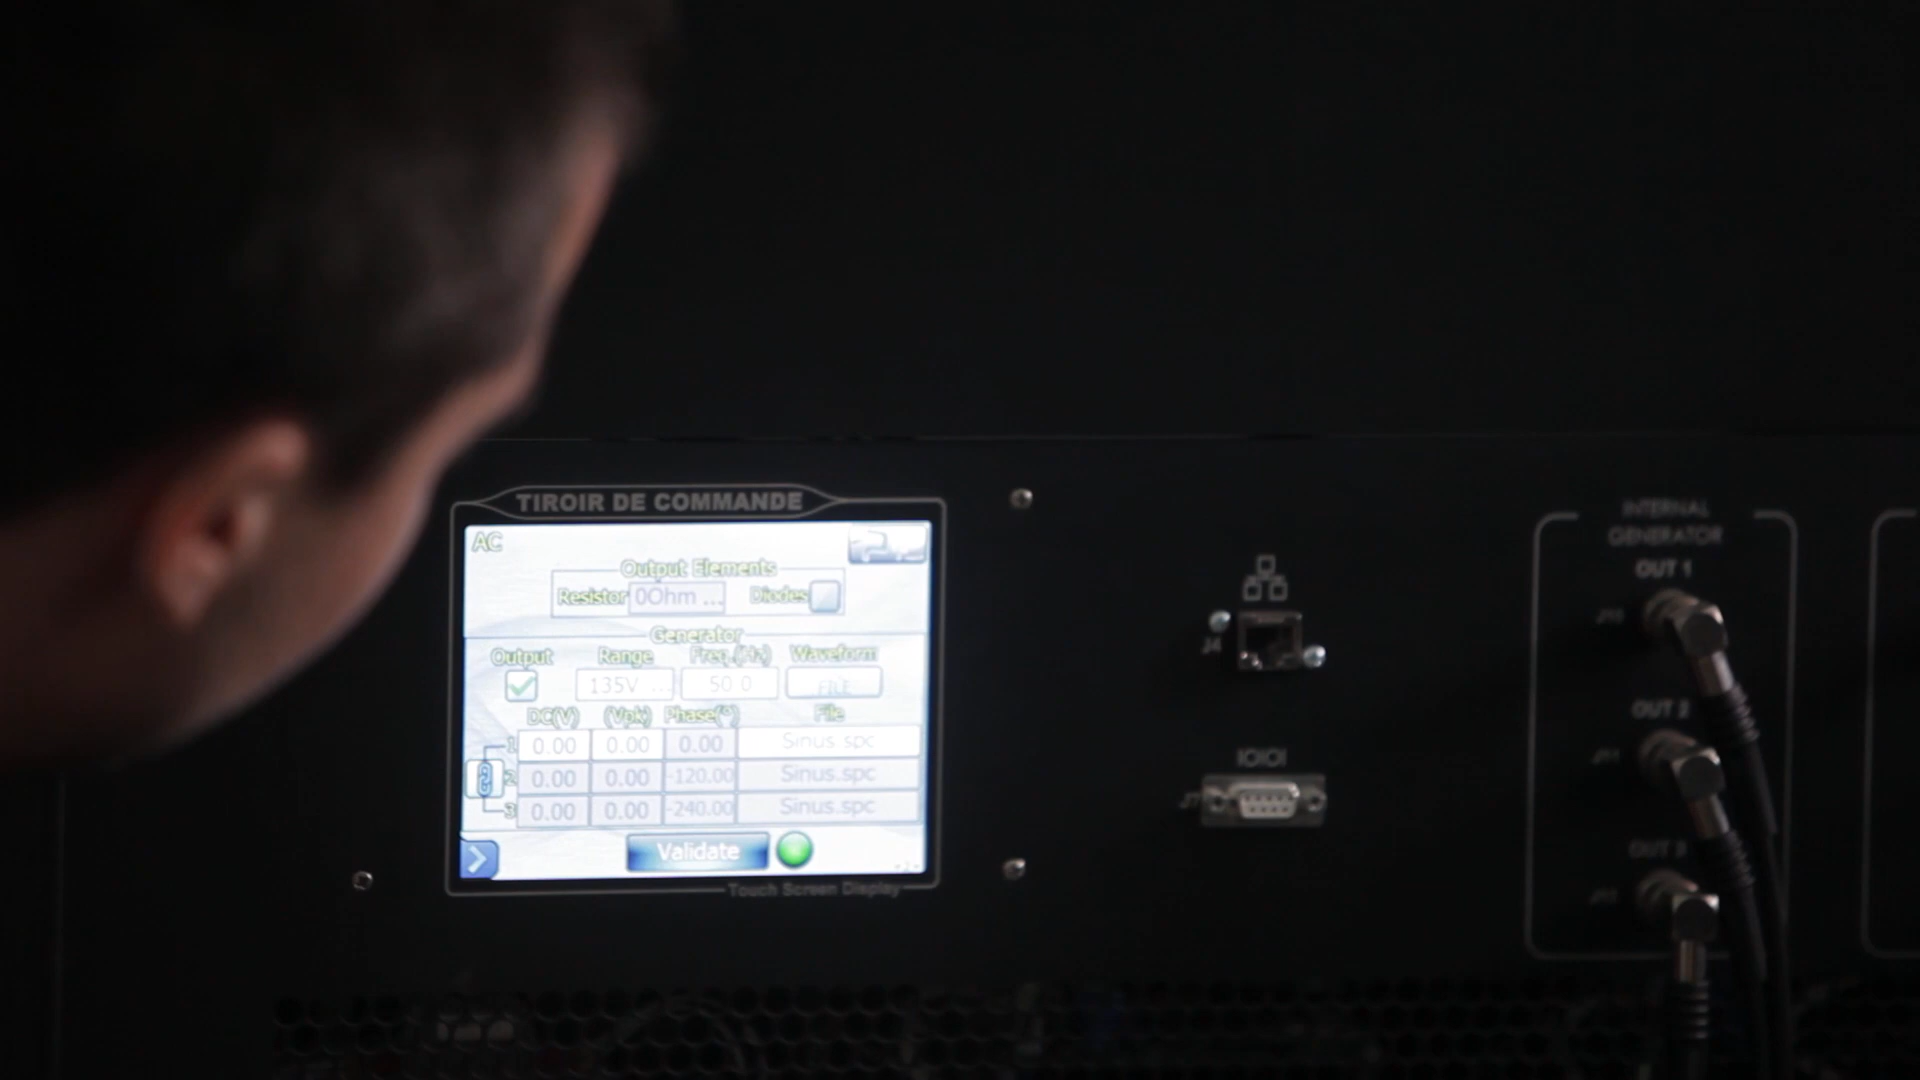 TIROIR DE COMMANDE
AC
Output Elements
Resistor 0Ohm ... Diodes
Generator
Output Range Freq.(Hz) Waveform
135V ... 50.0 FILE
DC(V) (Vpk) Phase(°) File
1 0.00 0.00 0.00 Sinus.spc
2 0.00 0.00 -120.00 Sinus.spc
3 0.00 0.00 -240.00 Sinus.spc
Validate
Touch Screen Display
J4
IOIOI
INTERNAL
GENERATOR
OUT 1
OUT 2
OUT 3